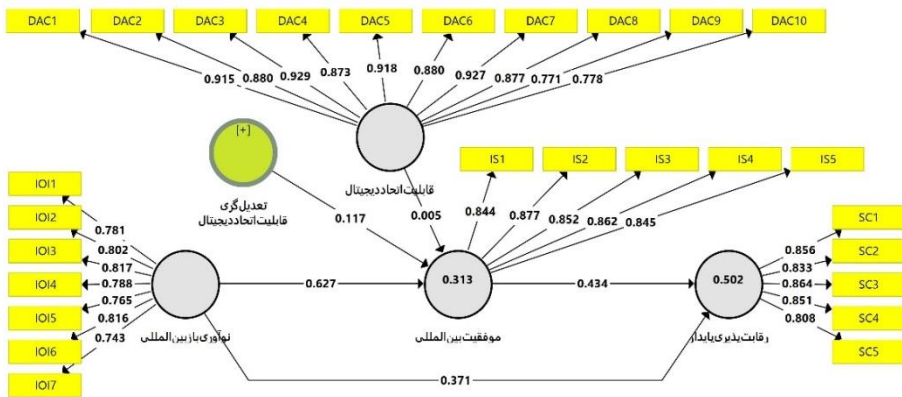 DAC1 DAC2 DAC3 DAC4 DAC5 DAC6 DAC7 DAC8 DAC9 DAC10
0.915 0.880 0.929 0.873 0.918 0.880 0.927 0.877 0.771 0.778
[+]
IS1 IS2 IS3 IS4 IS5
قابلیت اتحاد دیجیتال
تعدیل‌گری
قابلیت اتحاد دیجیتال
0.117
0.005
0.844 0.877 0.852 0.862 0.845
IOI1
IOI2
IOI3
IOI4
IOI5
IOI6
IOI7
0.781
0.802
0.817
0.788
0.765
0.816
0.743
0.627
0.313
0.434
0.502
0.856
0.833
0.864
0.851
0.808
SC1
SC2
SC3
SC4
SC5
نوآوری باز بین‌المللی
موفقیت بین‌المللی
رقابت‌پذیری پایدار
0.371